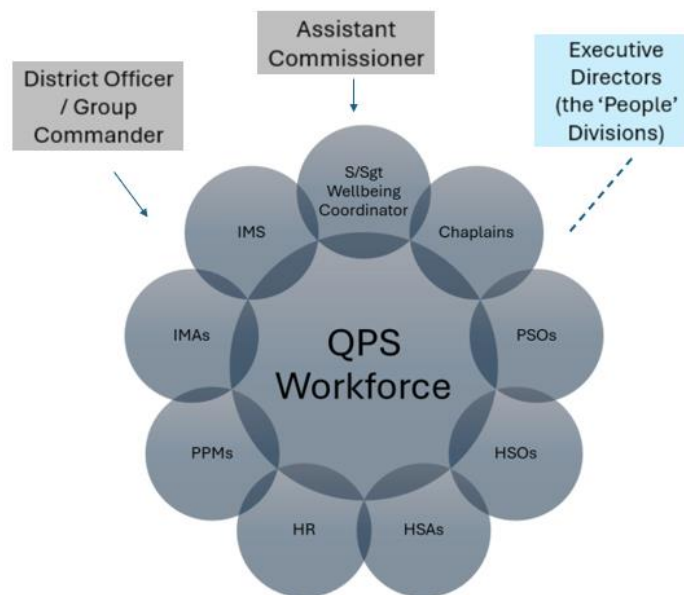 Assistant
Commissioner
District Officer
/ Group
Commander
Executive
Directors
(the ‘People’
Divisions)
S/Sgt
Wellbeing
Coordinator
IMS
Chaplains
IMAs
PSOs
QPS
Workforce
PPMs
HSOs
HR
HSAs